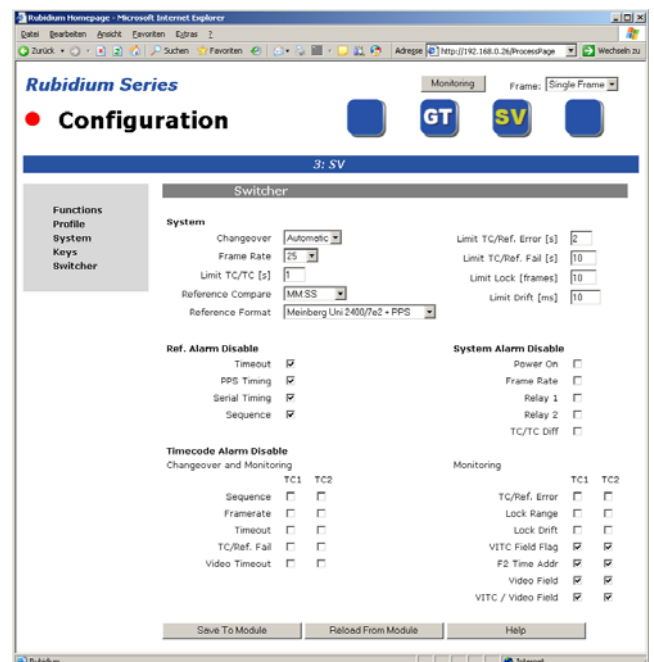 Rubidium Homepage - Microsoft Internet Explorer
Datei Bearbeiten Ansicht Favoriten Extras ?
Zurück Suchen Favoriten Adresse http://192.168.0.26/ProcessPage Wechseln zu
Rubidium Series
Monitoring Frame: Single Frame
Configuration
GT SV
3: SV
Switcher
Functions
Profile
System
Keys
Switcher
System
Changeover Automatic Limit TC/Ref. Error [s] 2
Frame Rate 25 Limit TC/Ref. Fail [s] 10
Limit TC/TC [s] 1 Limit Lock [frames] 10
Reference Compare MM:SS Limit Drift [ms] 10
Reference Format Meinberg Uni 2400/7e2 + PPS
Ref. Alarm Disable System Alarm Disable
Timeout Power On
PPS Timing Frame Rate
Serial Timing Relay 1
Sequence Relay 2
TC/TC Diff
Timecode Alarm Disable
Changeover and Monitoring Monitoring
TC1 TC2 TC1 TC2
Sequence TC/Ref. Error
Framerate Lock Range
Timeout Lock Drift
TC/Ref. Fail VITC Field Flag
Video Timeout F2 Time Addr
Video Field
VITC / Video Field
Save To Module Reload From Module Help
Rubidium Internet